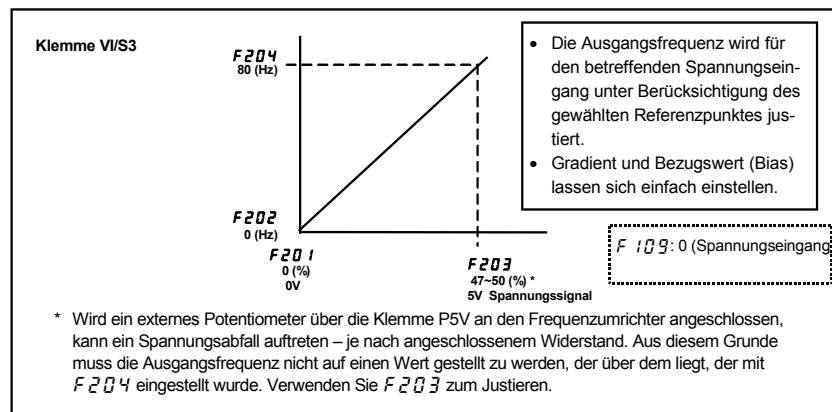 Klemme VI/S3
F204
80 (Hz)
F202
0 (Hz)
F201
0 (%)
0V
F203
47~50 (%) *
5V Spannungssignal
• Die Ausgangsfrequenz wird für
den betreffenden Spannungsein-
gang unter Berücksichtigung des
gewählten Referenzpunktes jus-
tiert.
• Gradient und Bezugswert (Bias)
lassen sich einfach einstellen.
F109: 0 (Spannungseingang
* Wird ein externes Potentiometer über die Klemme P5V an den Frequenzumrichter angeschlossen,
kann ein Spannungsabfall auftreten – je nach angeschlossenem Widerstand. Aus diesem Grunde
muss die Ausgangsfrequenz nicht auf einen Wert gestellt zu werden, der über dem liegt, der mit
F204 eingestellt wurde. Verwenden Sie F203 zum Justieren.